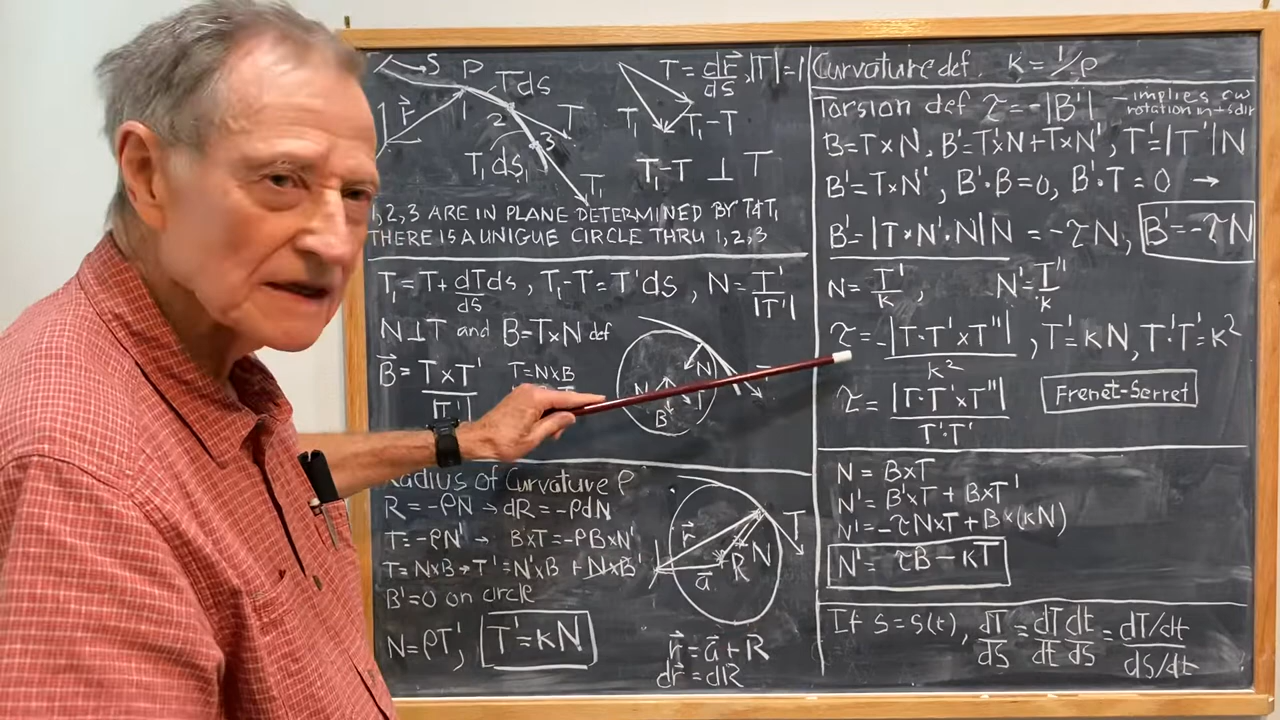 S P Tds
r⃗ 1 2 T
3
T₁ds₁ T₁
T = dr⃗/ds, |T| = 1
T₁ T₁-T
T₁-T ⊥ T
1,2,3 ARE IN PLANE DETERMINED BY T&T₁
THERE IS A UNIGUE CIRCLE THRU 1,2,3
T₁ = T + dT/ds ds, T₁-T = T'ds, N = T'/|T'|
N⊥T and B=T×N def
B⃗ = T×T'/|T'| T=N×B
N T
N
B
Radius of Curvature ρ
R = -ρN → dR = -ρdN
T = -ρN' → B×T = -ρB×N'
T = N×B → T' = N'×B + N×B'
B'=0 on circle
N = ρT', T'=κN
r⃗ T
R N
a⃗
r⃗ = a⃗ + R⃗
dr⃗ = dR
Curvature def. κ = 1/ρ
Torsion def τ = -|B'| - implies cw
rotation in +s dir
B=T×N, B'=T'×N+T×N', T'=|T'|N
B'=T×N', B'·B=0, B'·T=0 →
B'=|T×N'·N|N = -τN, B'=-τN
N = T'/κ, N' = T''/κ
τ = -|T·T'×T''|/κ², T'=κN, T'·T'=κ²
τ = |T·T'×T''|/T'·T' Frenet-Serret
N = B×T
N' = B'×T + B×T'
N' = -τN×T + B×(κN)
N' = τB - κT
If S = S(t), dT/ds = dT/dt dt/ds = dT/dt / ds/dt